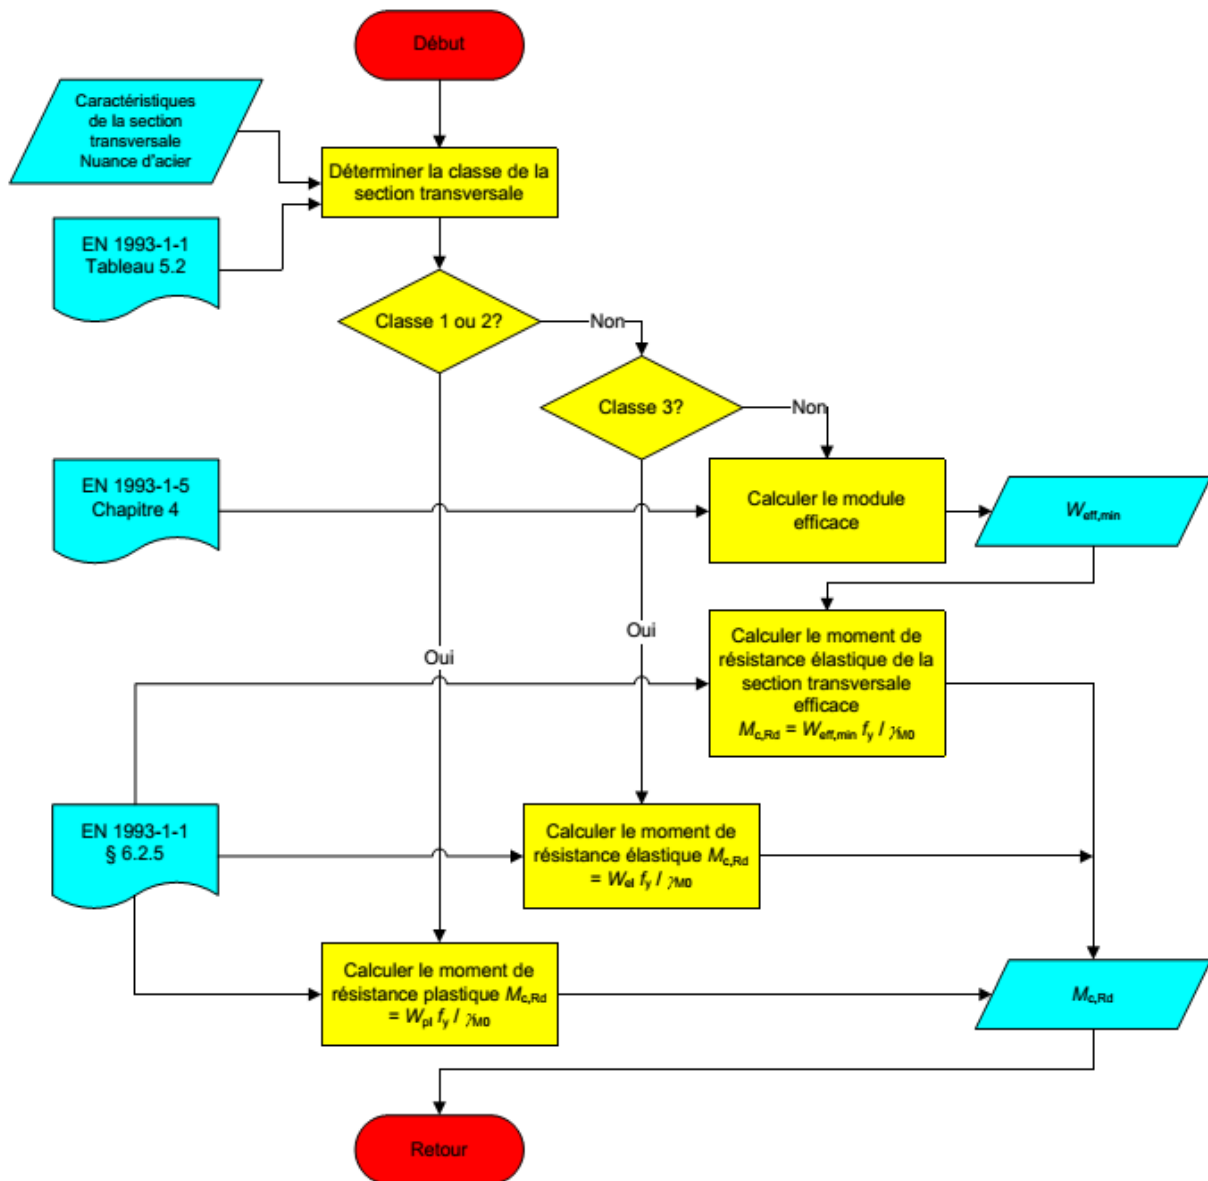 Début
Caractéristiques
de la section
transversale
Nuance d'acier
Déterminer la classe de la
section transversale
EN 1993-1-1
Tableau 5.2
Classe 1 ou 2?
Non
Classe 3?
Non
EN 1993-1-5
Chapitre 4
Calculer le module
efficace
Weff,min
Oui
Oui
Calculer le moment de
résistance élastique de la
section transversale
efficace
Mc,Rd = Weff,min fy / γM0
EN 1993-1-1
§ 6.2.5
Calculer le moment de
résistance élastique Mc,Rd
= Wel fy / γM0
Calculer le moment de
résistance plastique Mc,Rd
= Wpl fy / γM0
Mc,Rd
Retour